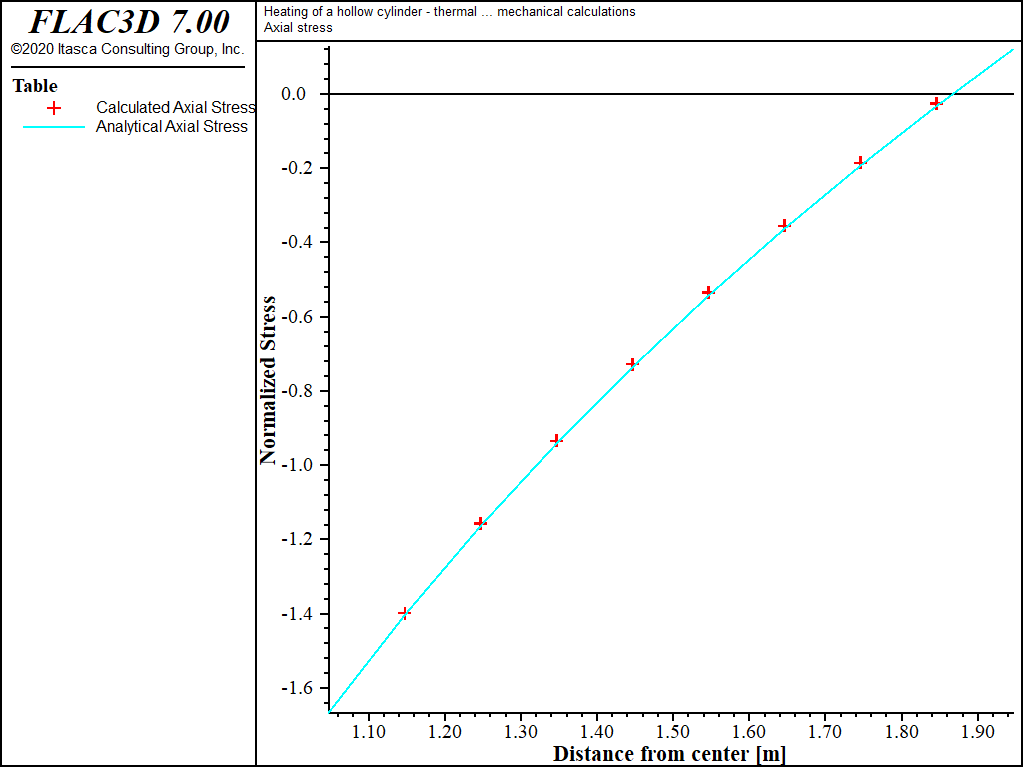 FLAC3D 7.00
©2020 Itasca Consulting Group, Inc.
Table
Calculated Axial Stress
Analytical Axial Stress
Heating of a hollow cylinder - thermal ... mechanical calculations
Axial stress
Normalized Stress
0.0
-0.2
-0.4
-0.6
-0.8
-1.0
-1.2
-1.4
-1.6
1.10 1.20 1.30 1.40 1.50 1.60 1.70 1.80 1.90
Distance from center [m]